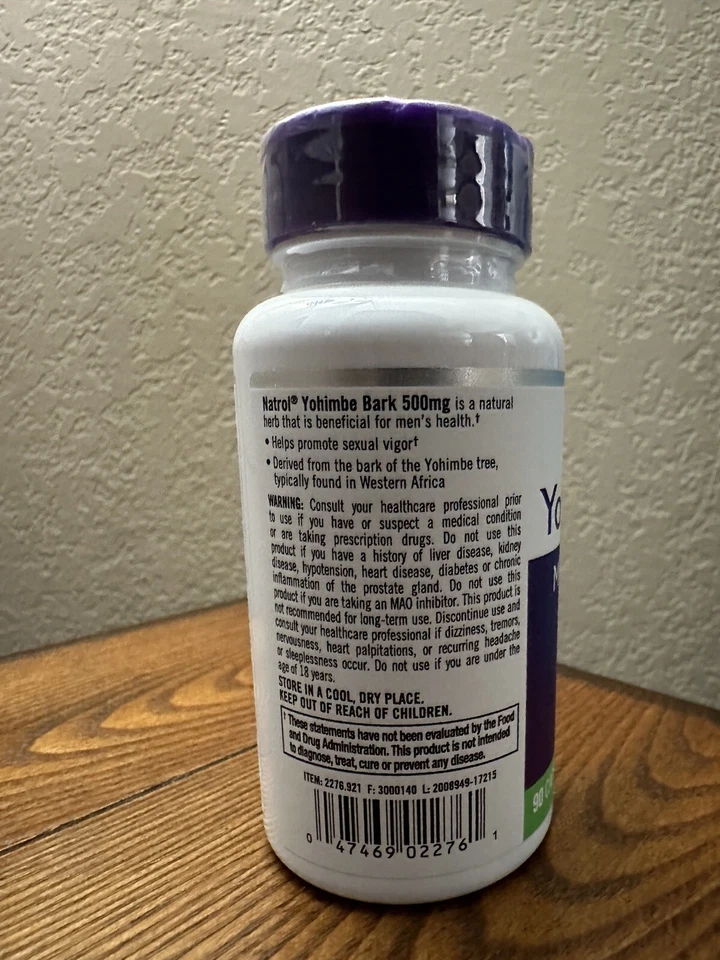 Natrol® Yohimbe Bark 500mg is a natural
herb that is beneficial for men's health.†
• Helps promote sexual vigor†
• Derived from the bark of the Yohimbe tree,
typically found in Western Africa
WARNING: Consult your healthcare professional prior
to use if you have or suspect a medical condition
or are taking prescription drugs. Do not use this
product if you have a history of liver disease, kidney
disease, hypotension, heart disease, diabetes or chronic
inflammation of the prostate gland. Do not use this
product if you are taking an MAO inhibitor. This product is
not recommended for long-term use. Discontinue use and
consult your healthcare professional if dizziness, tremors,
nervousness, heart palpitations, or recurring headache
or sleeplessness occur. Do not use if you are under the
age of 18 years.
STORE IN A COOL, DRY PLACE.
KEEP OUT OF REACH OF CHILDREN.
† These statements have not been evaluated by the Food
and Drug Administration. This product is not intended
to diagnose, treat, cure or prevent any disease.
ITEM: 2276.921 F: 3000140 L: 2008949-17215
0 47469 02276 1
Yo
90